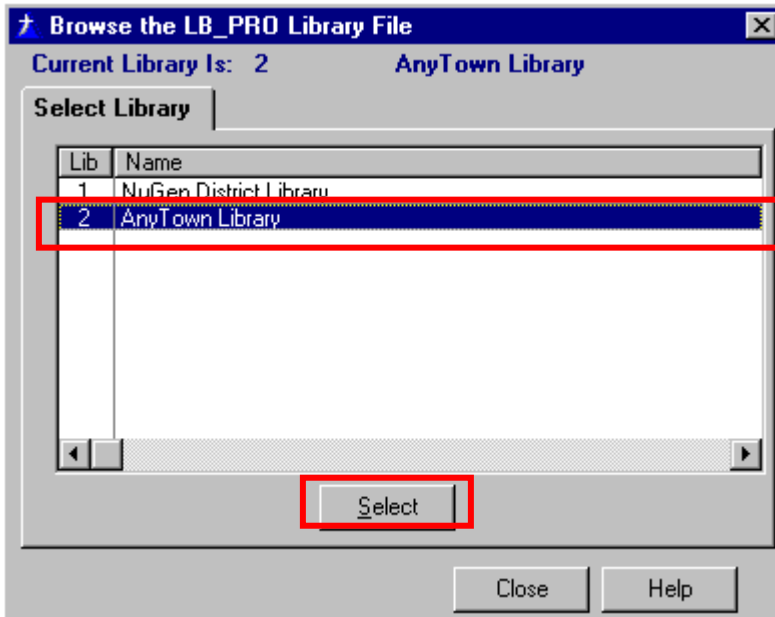 Browse the LB_PRO Library File
Current Library Is: 2 AnyTown Library
Select Library
Lib Name
1 NuGen District Library
2 AnyTown Library
Select
Close Help